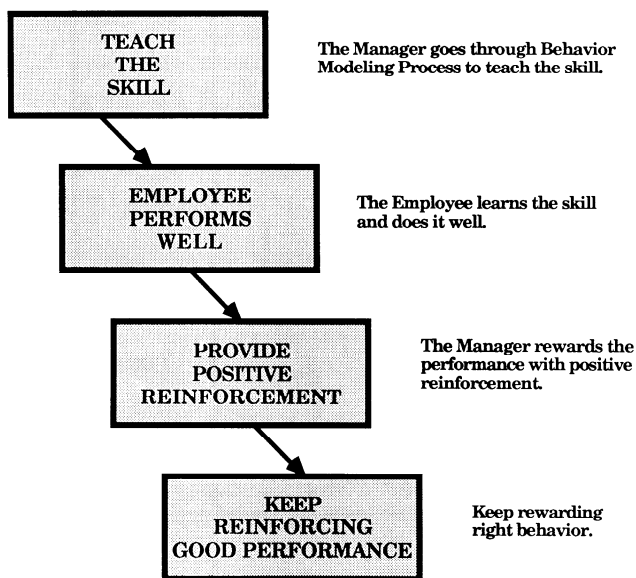 TEACH
THE
SKILL
The Manager goes through Behavior
Modeling Process to teach the skill.
EMPLOYEE
PERFORMS
WELL
The Employee learns the skill
and does it well.
PROVIDE
POSITIVE
REINFORCEMENT
The Manager rewards the
performance with positive
reinforcement.
KEEP
REINFORCING
GOOD PERFORMANCE
Keep rewarding
right behavior.